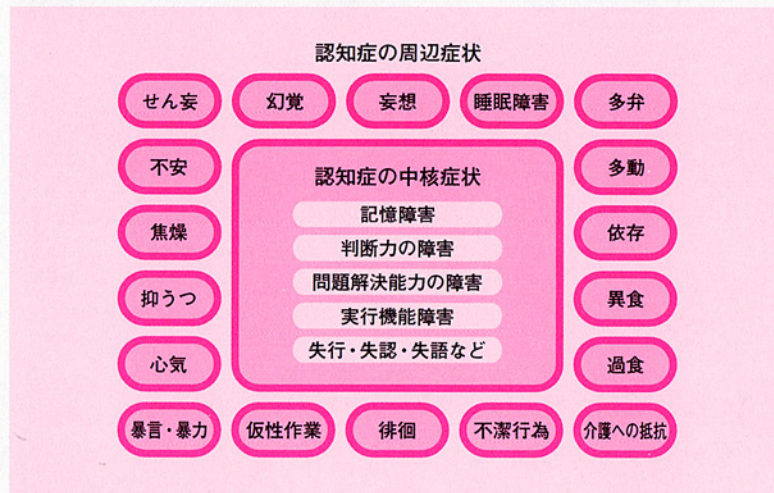 認知症の周辺症状
せん妄
幻覚
妄想
睡眠障害
多弁
不安
認知症の中核症状
記憶障害
判断力の障害
問題解決能力の障害
実行機能障害
失行・失認・失語など
多動
焦燥
依存
抑うつ
異食
心気
過食
暴言・暴力
仮性作業
徘徊
不潔行為
介護への抵抗